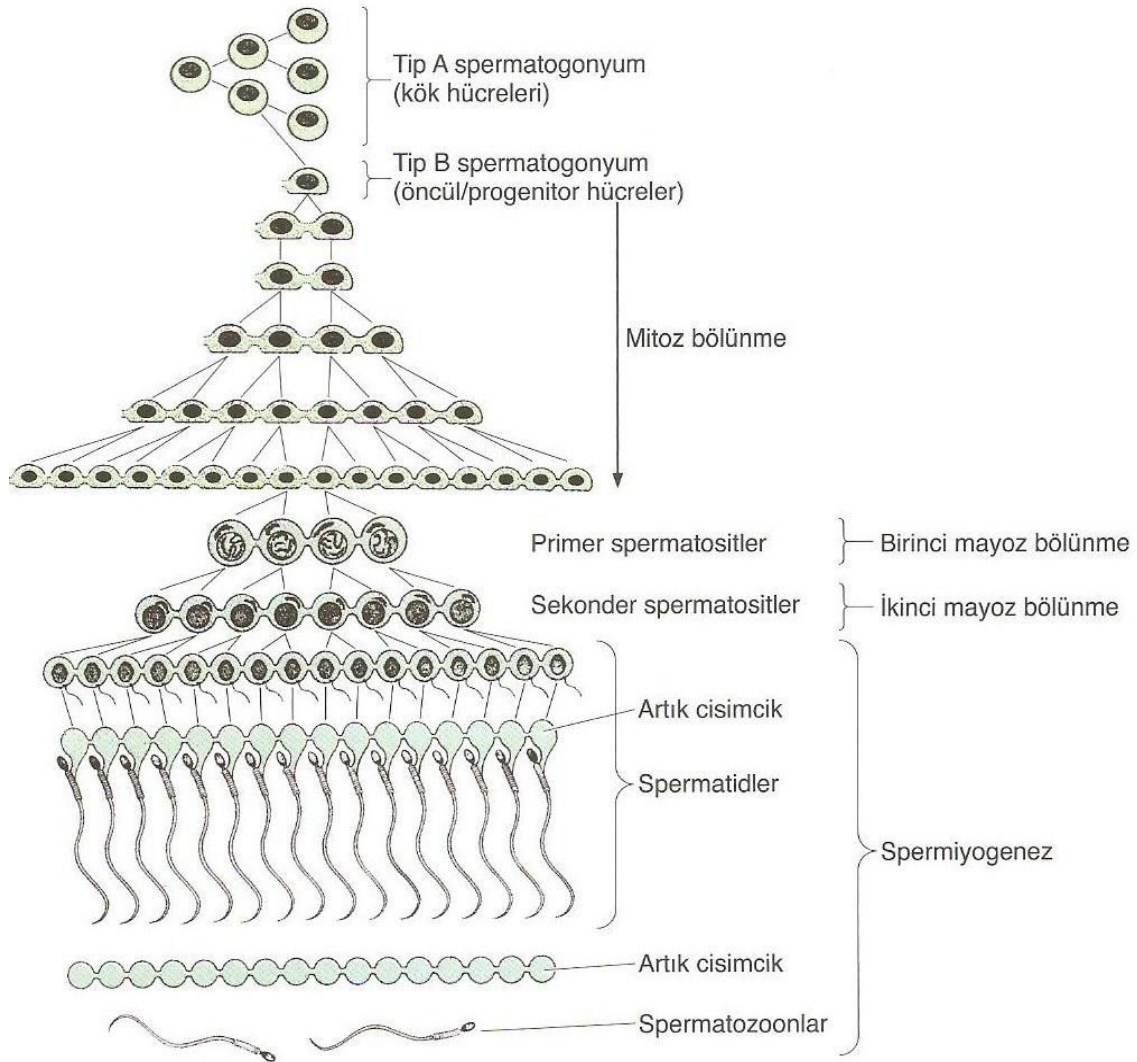 Tip A spermatogonyum
(kök hücreleri)
Tip B spermatogonyum
(öncül/progenitor hücreler)
Mitoz bölünme
Primer spermatositler
Birinci mayoz bölünme
Sekonder spermatositler
İkinci mayoz bölünme
Artık cisimcik
Spermatidler
Spermiyogenez
Artık cisimcik
Spermatozoonlar